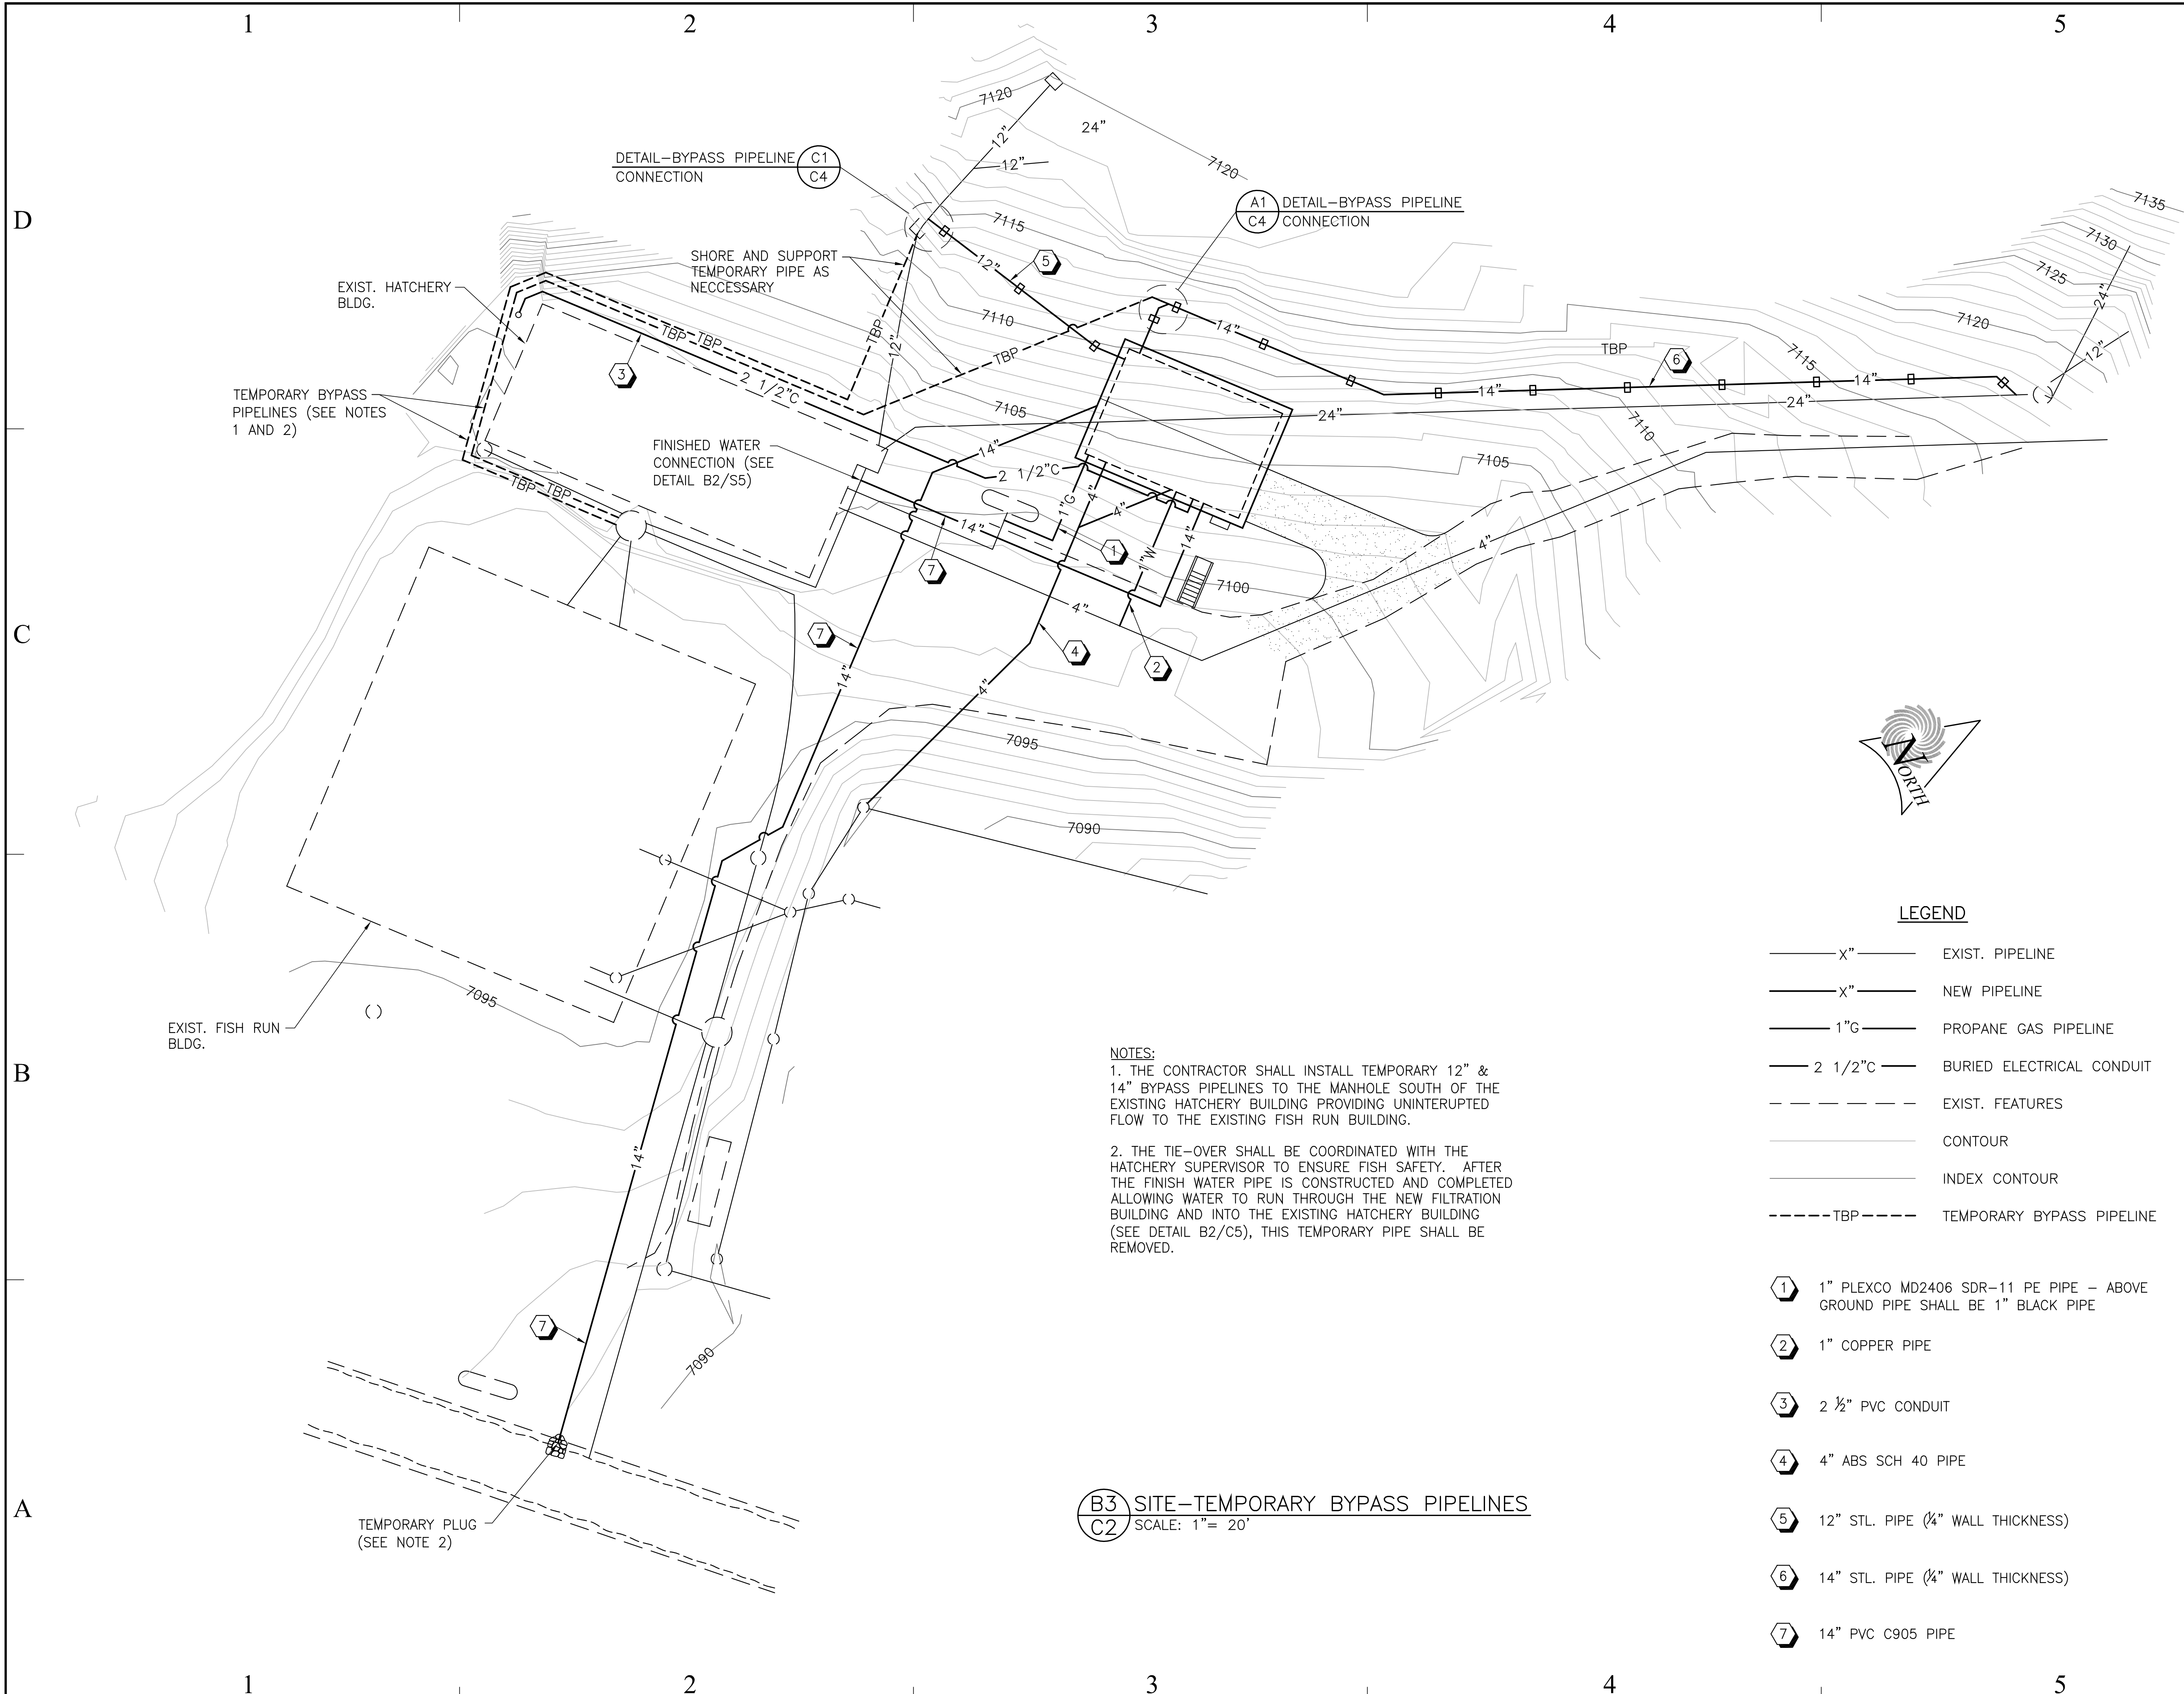 1 2 3 4 5
D
C
B
A
7120
12"
24"
12"
7120
DETAIL-BYPASS PIPELINE
CONNECTION
C1
C4
A1
C4
DETAIL-BYPASS PIPELINE
CONNECTION
7135
7130
7125
7120
7115
7110
7105
24"
12"
7115
7110
7105
7100
SHORE AND SUPPORT
TEMPORARY PIPE AS
NECCESSARY
EXIST. HATCHERY
BLDG.
12"
5
TBP
12"
TBP
14"
TBP
6
14"
14"
24"
24"
TBP TBP
3
2 1/2"C
TEMPORARY BYPASS
PIPELINES (SEE NOTES
1 AND 2)
FINISHED WATER
CONNECTION (SEE
DETAIL B2/S5)
14"
2 1/2"C
TBP TBP
1"G
4"
4"
14"
1"W
14"
4"
1
7
4"
7
4
2
14"
4"
7095
7090
7095
EXIST. FISH RUN
BLDG.
14"
7
7090
TEMPORARY PLUG
(SEE NOTE 2)
NORTH
NOTES:
1. THE CONTRACTOR SHALL INSTALL TEMPORARY 12" &
14" BYPASS PIPELINES TO THE MANHOLE SOUTH OF THE
EXISTING HATCHERY BUILDING PROVIDING UNINTERUPTED
FLOW TO THE EXISTING FISH RUN BUILDING.
2. THE TIE-OVER SHALL BE COORDINATED WITH THE
HATCHERY SUPERVISOR TO ENSURE FISH SAFETY. AFTER
THE FINISH WATER PIPE IS CONSTRUCTED AND COMPLETED
ALLOWING WATER TO RUN THROUGH THE NEW FILTRATION
BUILDING AND INTO THE EXISTING HATCHERY BUILDING
(SEE DETAIL B2/C5), THIS TEMPORARY PIPE SHALL BE
REMOVED.
B3
C2
SITE-TEMPORARY BYPASS PIPELINES
SCALE: 1"= 20'
LEGEND
X" EXIST. PIPELINE
X" NEW PIPELINE
1"G PROPANE GAS PIPELINE
2 1/2"C BURIED ELECTRICAL CONDUIT
EXIST. FEATURES
CONTOUR
INDEX CONTOUR
TBP TEMPORARY BYPASS PIPELINE
1 1" PLEXCO MD2406 SDR-11 PE PIPE - ABOVE
GROUND PIPE SHALL BE 1" BLACK PIPE
2 1" COPPER PIPE
3 2 ½" PVC CONDUIT
4 4" ABS SCH 40 PIPE
5 12" STL. PIPE (¼" WALL THICKNESS)
6 14" STL. PIPE (¼" WALL THICKNESS)
7 14" PVC C905 PIPE
1 2 3 4 5